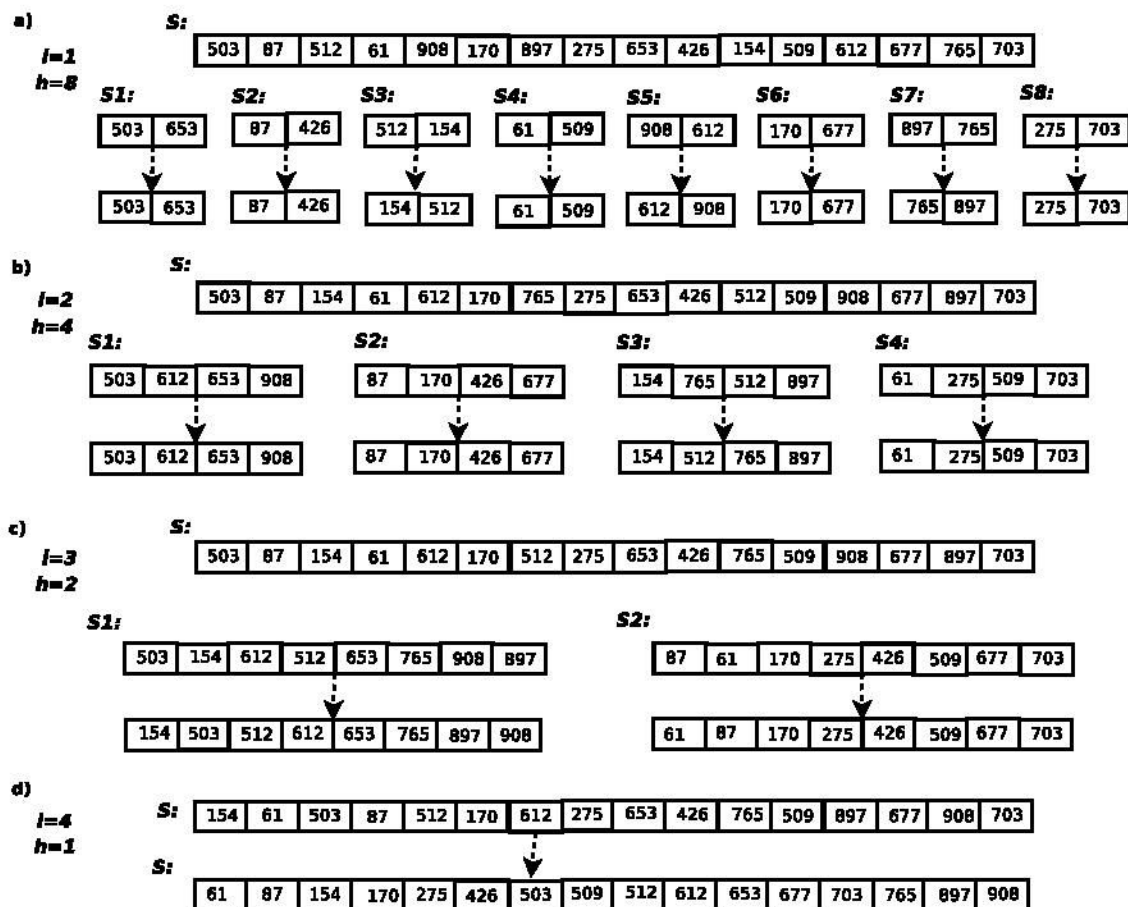 a)
S:
i=1
h=8
503 87 512 61 908 170 897 275 653 426 154 509 612 677 765 703
S1: S2: S3: S4: S5: S6: S7: S8:
503 653 87 426 512 154 61 509 908 612 170 677 897 765 275 703
503 653 87 426 154 512 61 509 612 908 170 677 765 897 275 703
b)
S:
i=2
h=4
503 87 154 61 612 170 765 275 653 426 512 509 908 677 897 703
S1: S2: S3: S4:
503 612 653 908 87 170 426 677 154 765 512 897 61 275 509 703
503 612 653 908 87 170 426 677 154 512 765 897 61 275 509 703
c)
S:
i=3
h=2
503 87 154 61 612 170 512 275 653 426 765 509 908 677 897 703
S1: S2:
503 154 612 512 653 765 908 897 87 61 170 275 426 509 677 703
154 503 512 612 653 765 897 908 61 87 170 275 426 509 677 703
d)
i=4
h=1
S: 154 61 503 87 512 170 612 275 653 426 765 509 897 677 908 703
S:
61 87 154 170 275 426 503 509 512 612 653 677 703 765 897 908